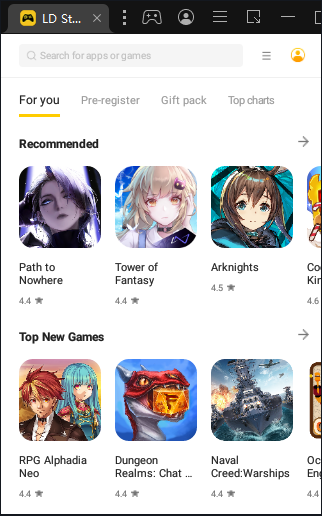 LD St...
Search for apps or games
For you Pre-register Gift pack Top charts
Recommended
Path to
Nowhere
4.4
Tower of
Fantasy
4.4
Arknights
4.5
Co
Kin
4.6
Top New Games
RPG Alphadia
Neo
4.4
Dungeon
Realms: Chat ...
4.4
Naval
Creed:Warships
4.4
Oc
Eng
4.4